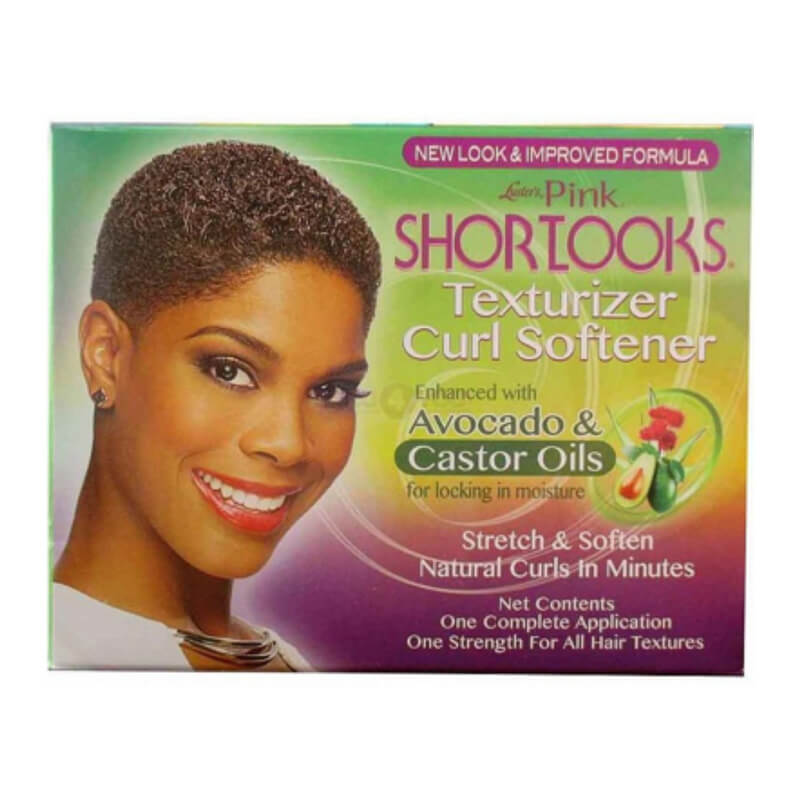 NEW LOOK & IMPROVED FORMULA
Luster's Pink
SHORTLOOKS
Texturizer
Curl Softener
Enhanced with
Avocado &
Castor Oils
for locking in moisture
Stretch & Soften
Natural Curls In Minutes
Net Contents
One Complete Application
One Strength For All Hair Textures